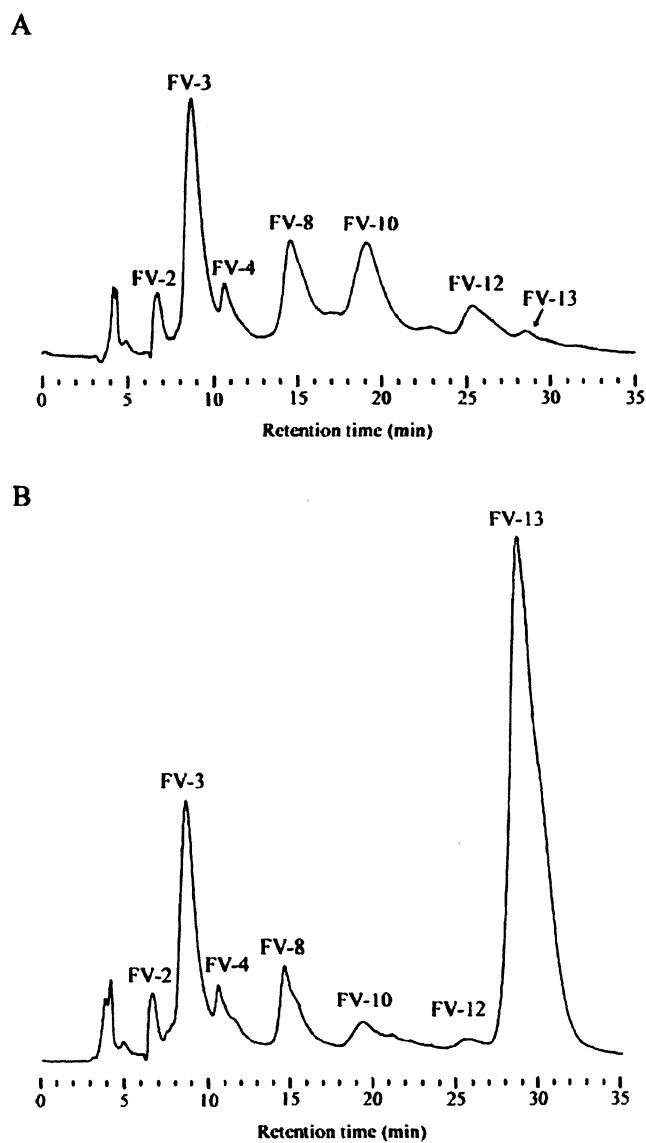 A
FV-3
FV-8 FV-10
FV-2 FV-4
FV-12 FV-13
0 5 10 15 20 25 30 35
Retention time (min)
B
FV-13
FV-3
FV-8
FV-2 FV-4
FV-10 FV-12
0 5 10 15 20 25 30 35
Retention time (min)